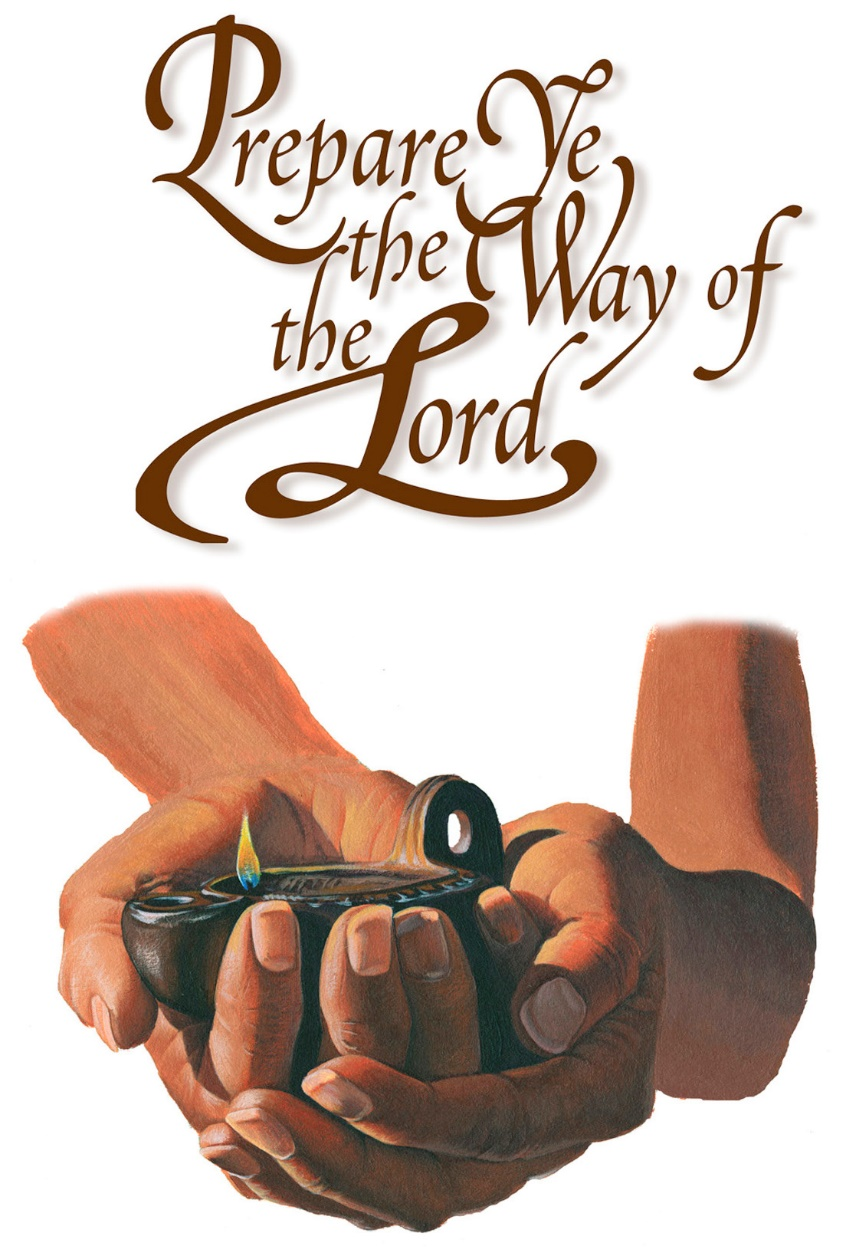 Prepare Ye
the Way of
the
Lord